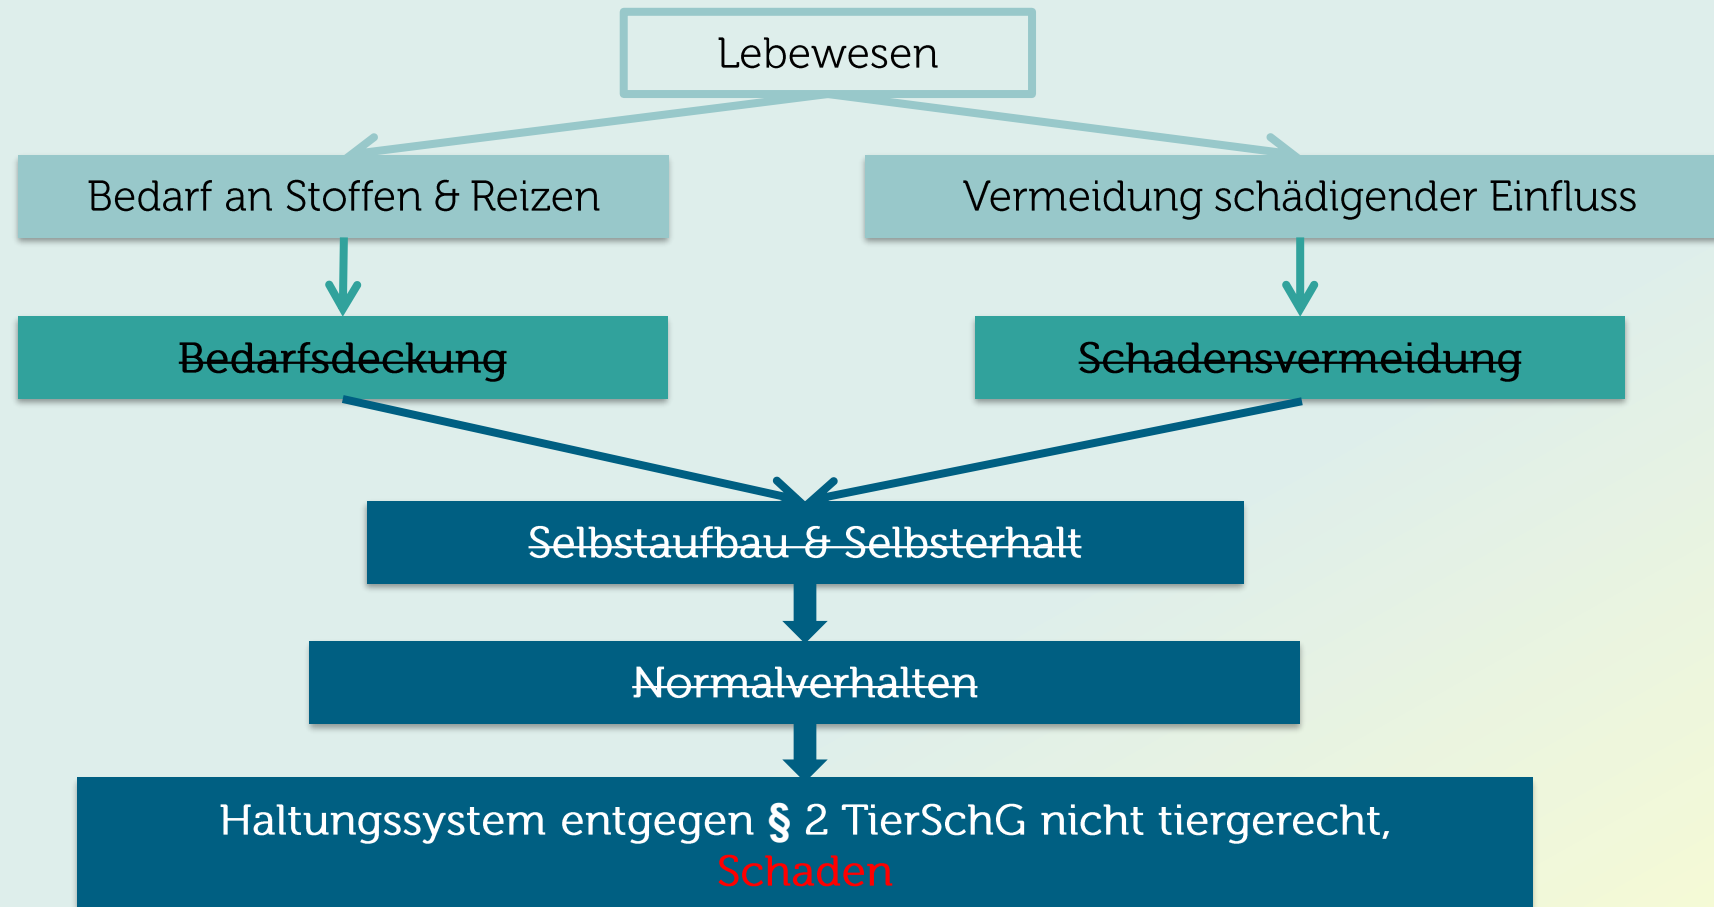 Lebewesen
Bedarf an Stoffen & Reizen
Vermeidung schädigender Einfluss
Bedarfsdeckung
Schadensvermeidung
Selbstaufbau & Selbsterhalt
Normalverhalten
Haltungssystem entgegen § 2 TierSchG nicht tiergerecht,
Schaden